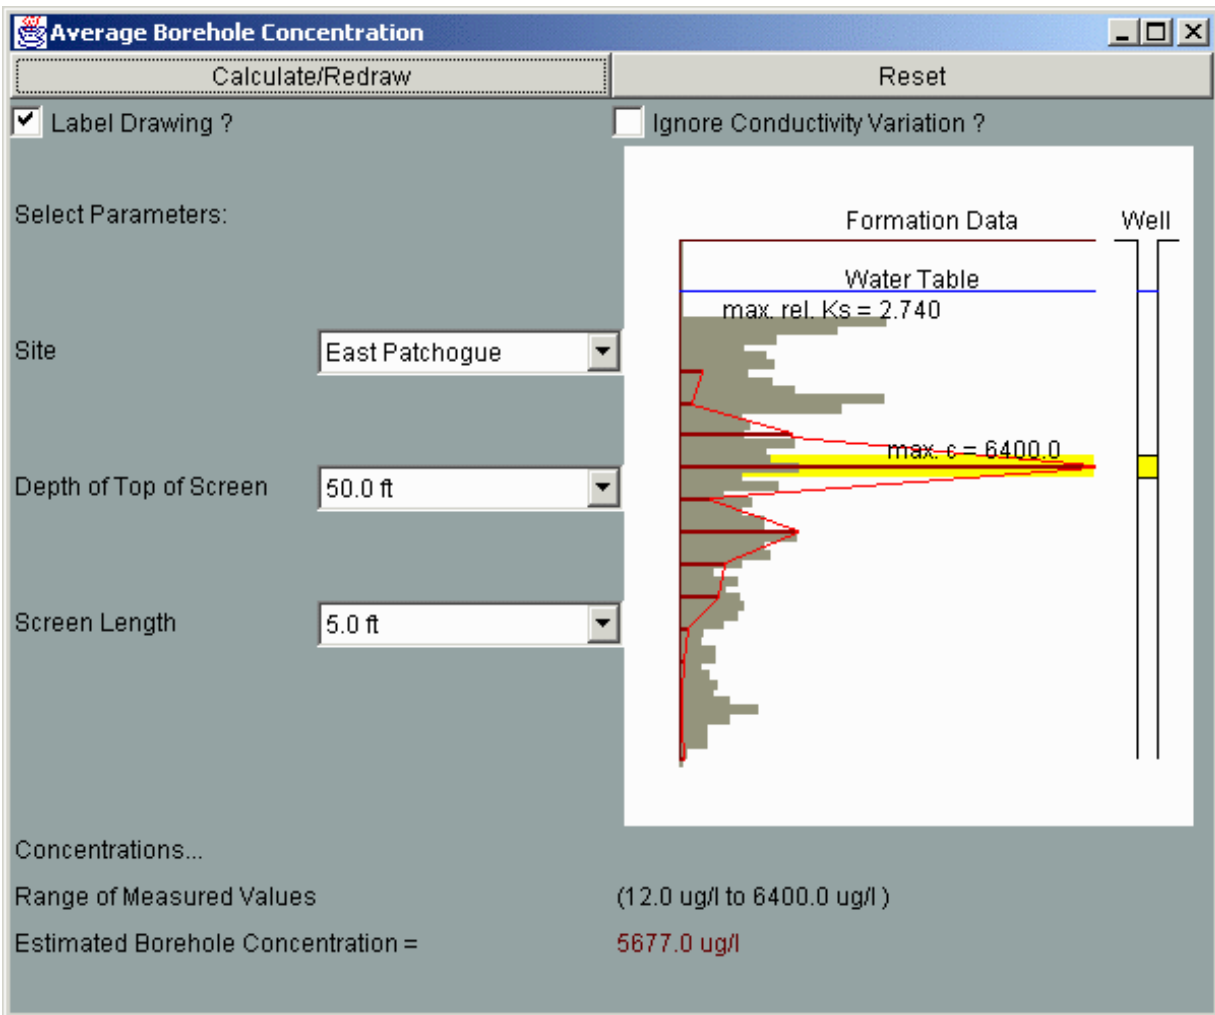 Average Borehole Concentration
Calculate/Redraw
Reset
Label Drawing ?
Ignore Conductivity Variation ?
Select Parameters:
Formation Data
Well
Water Table
max. rel. Ks = 2.740
Site
East Patchogue
max. c = 6400.0
Depth of Top of Screen
50.0 ft
Screen Length
5.0 ft
Concentrations...
Range of Measured Values
(12.0 ug/l to 6400.0 ug/l )
Estimated Borehole Concentration =
5677.0 ug/l